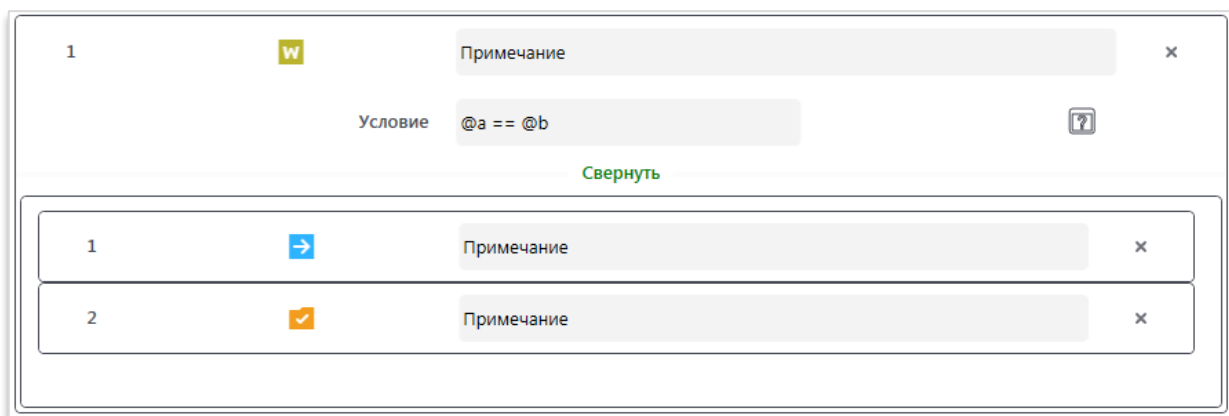 1 W Примечание ×
Условие @a == @b ?
Свернуть
1 Примечание ×
2 Примечание ×